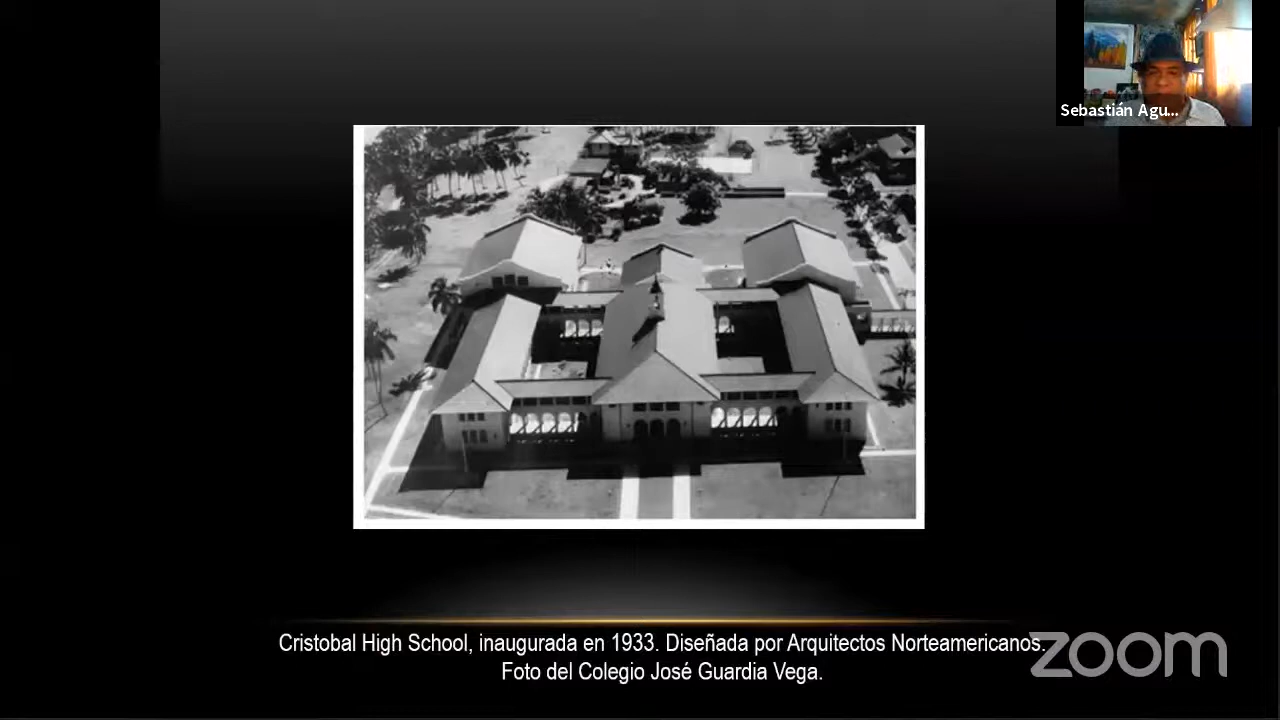 Sebastián Agu...
Cristobal High School, inaugurada en 1933. Diseñada por Arquitectos Norteamericanos.
Foto del Colegio José Guardia Vega.
zoom